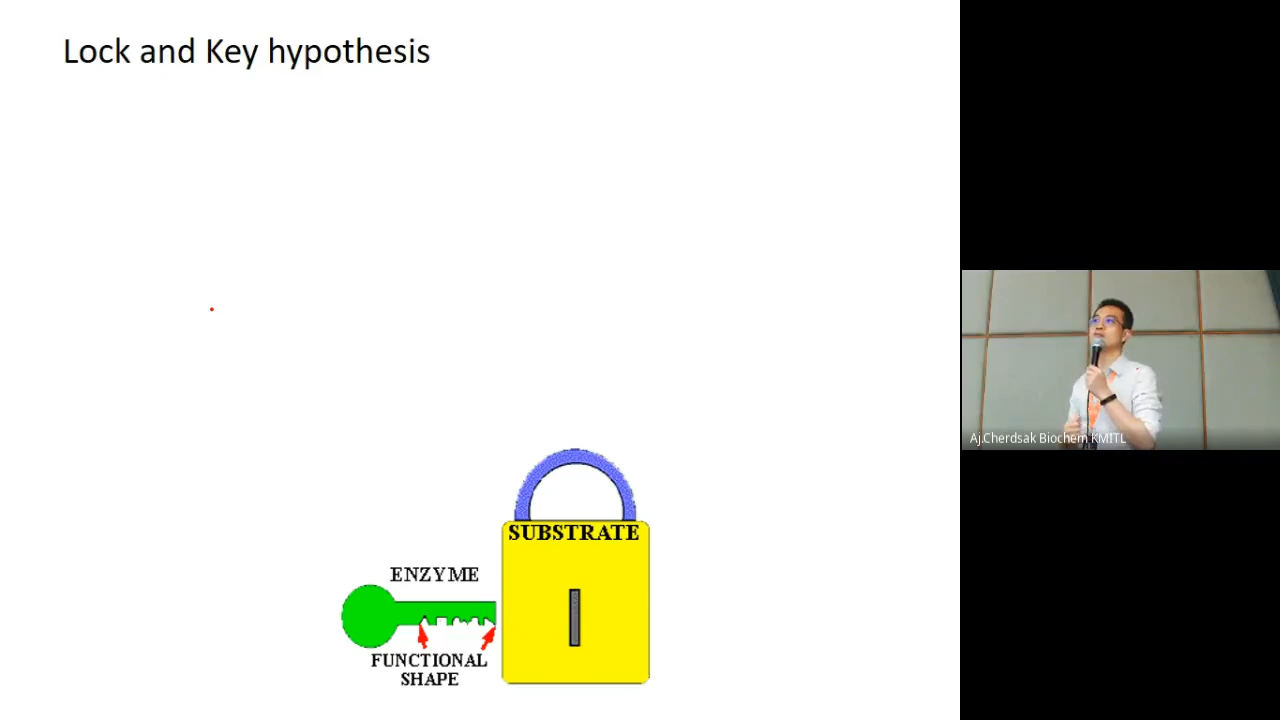 Lock and Key hypothesis
SUBSTRATE
ENZYME
FUNCTIONAL
SHAPE
Aj.Cherdsak Biochem KMITL